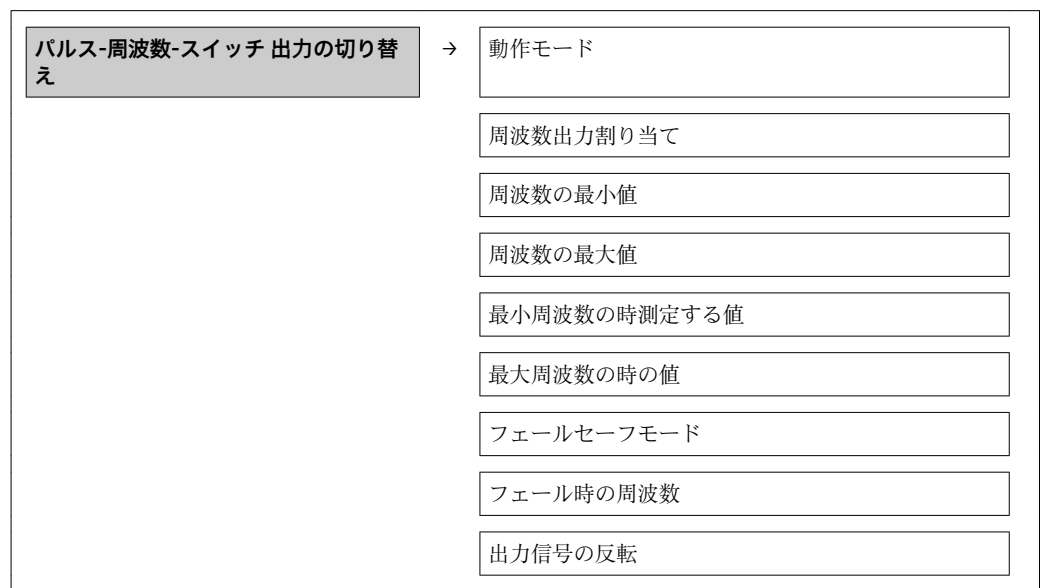 パルス-周波数-スイッチ 出力の切り替
え
→
動作モード
周波数出力割り当て
周波数の最小値
周波数の最大値
最小周波数の時測定する値
最大周波数の時の値
フェールセーフモード
フェール時の周波数
出力信号の反転